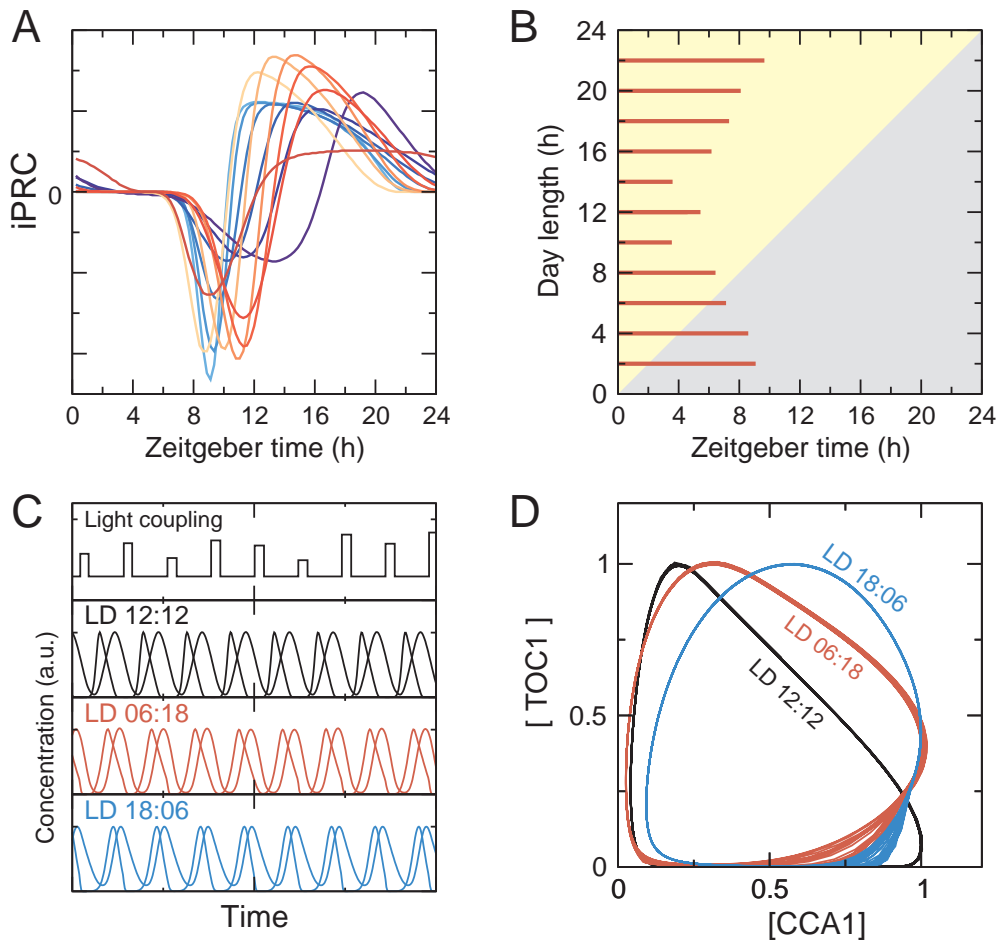 A
iPRC
0
0 4 8 12 16 20 24
Zeitgeber time (h)
B
Day length (h)
24
20
16
12
8
4
0
0 4 8 12 16 20 24
Zeitgeber time (h)
C
Light coupling
LD 12:12
LD 06:18
LD 18:06
Concentration (a.u.)
Time
D
[ TOC1 ]
1
0.5
0
LD 18:06
LD 06:18
LD 12:12
0 0.5 1
[CCA1]